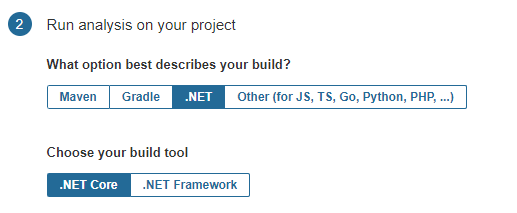 2 Run analysis on your project
What option best describes your build?
Maven Gradle .NET Other (for JS, TS, Go, Python, PHP, ...)
Choose your build tool
.NET Core .NET Framework